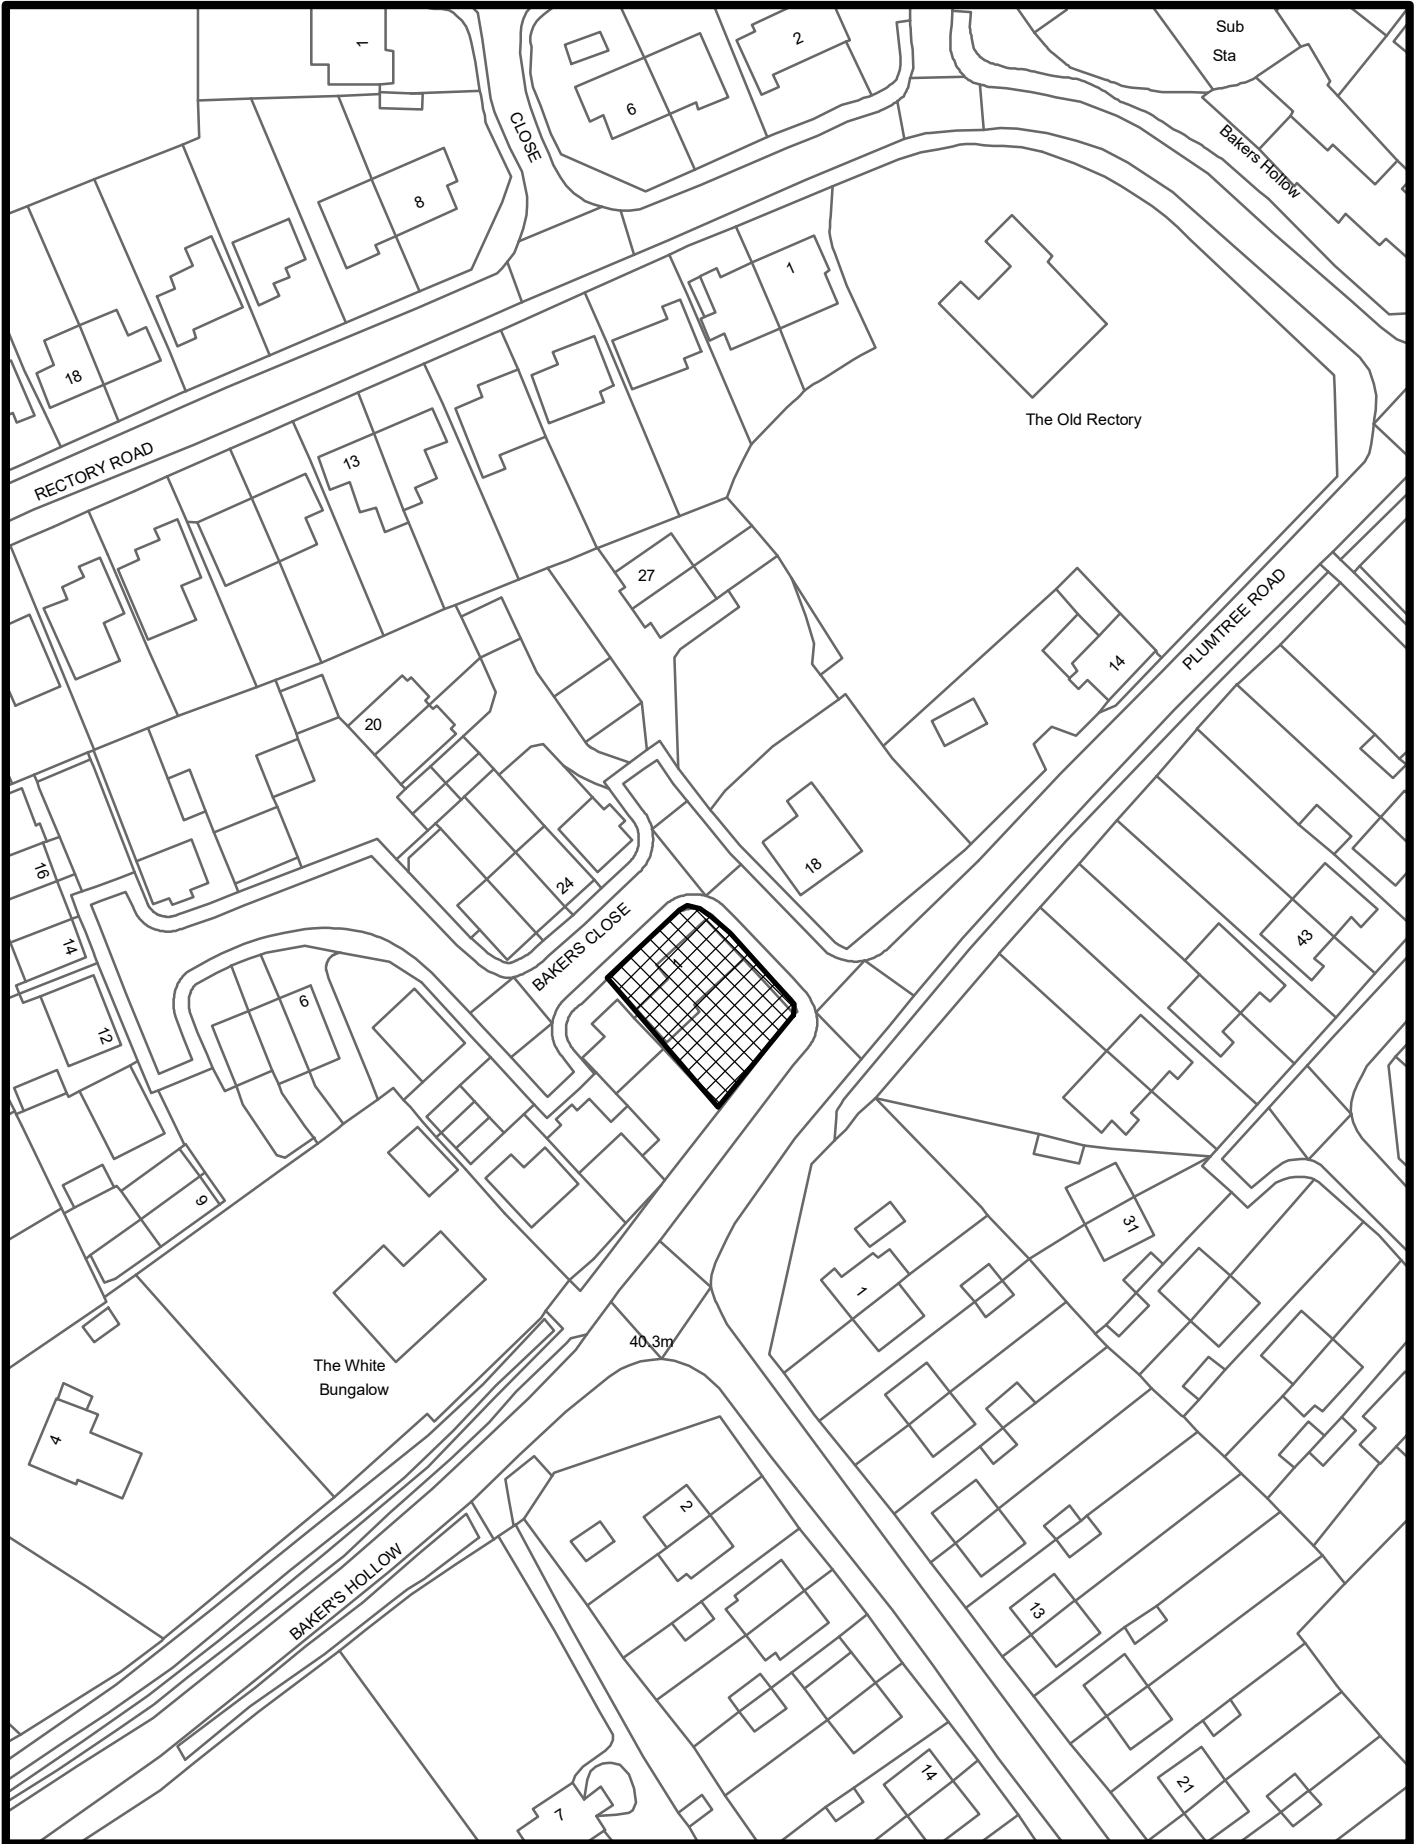 Sub
Sta
1
2
6
CLOSE
Bakers Hollow
8
1
18
The Old Rectory
RECTORY ROAD
13
27
PLUMTREE ROAD
14
20
18
16
24
BAKERS CLOSE
43
14
1
6
12
9
31
1
40.3m
The White
Bungalow
4
2
BAKER'S HOLLOW
13
14
21
7